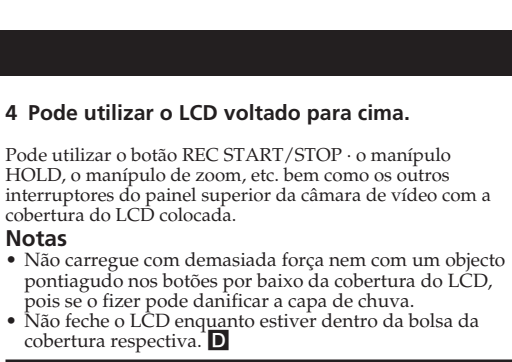 4 Pode utilizar o LCD voltado para cima.
Pode utilizar o botão REC START/STOP · o manípulo
HOLD, o manípulo de zoom, etc. bem como os outros
interruptores do painel superior da câmara de vídeo com a
cobertura do LCD colocada.
Notas
• Não carregue com demasiada força nem com um objecto
pontiagudo nos botões por baixo da cobertura do LCD,
pois se o fizer pode danificar a capa de chuva.
• Não feche o LCD enquanto estiver dentro da bolsa da
cobertura respectiva. D